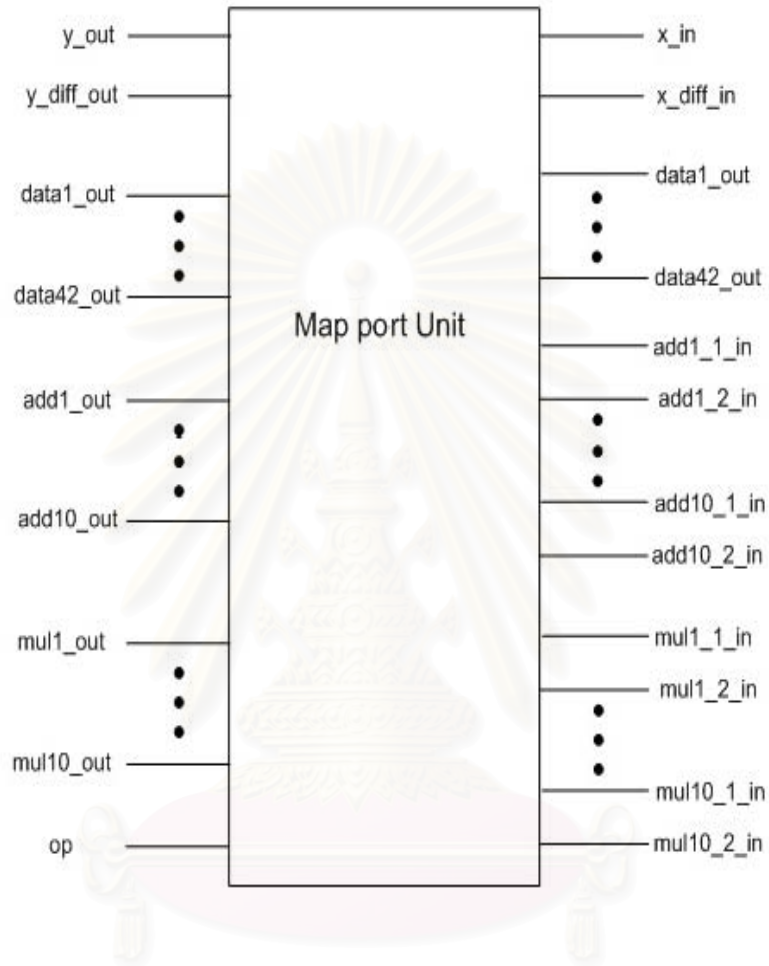 y_out
y_diff_out
data1_out
data42_out
add1_out
add10_out
mul1_out
mul10_out
op
Map port Unit
x_in
x_diff_in
data1_out
data42_out
add1_1_in
add1_2_in
add10_1_in
add10_2_in
mul1_1_in
mul1_2_in
mul10_1_in
mul10_2_in